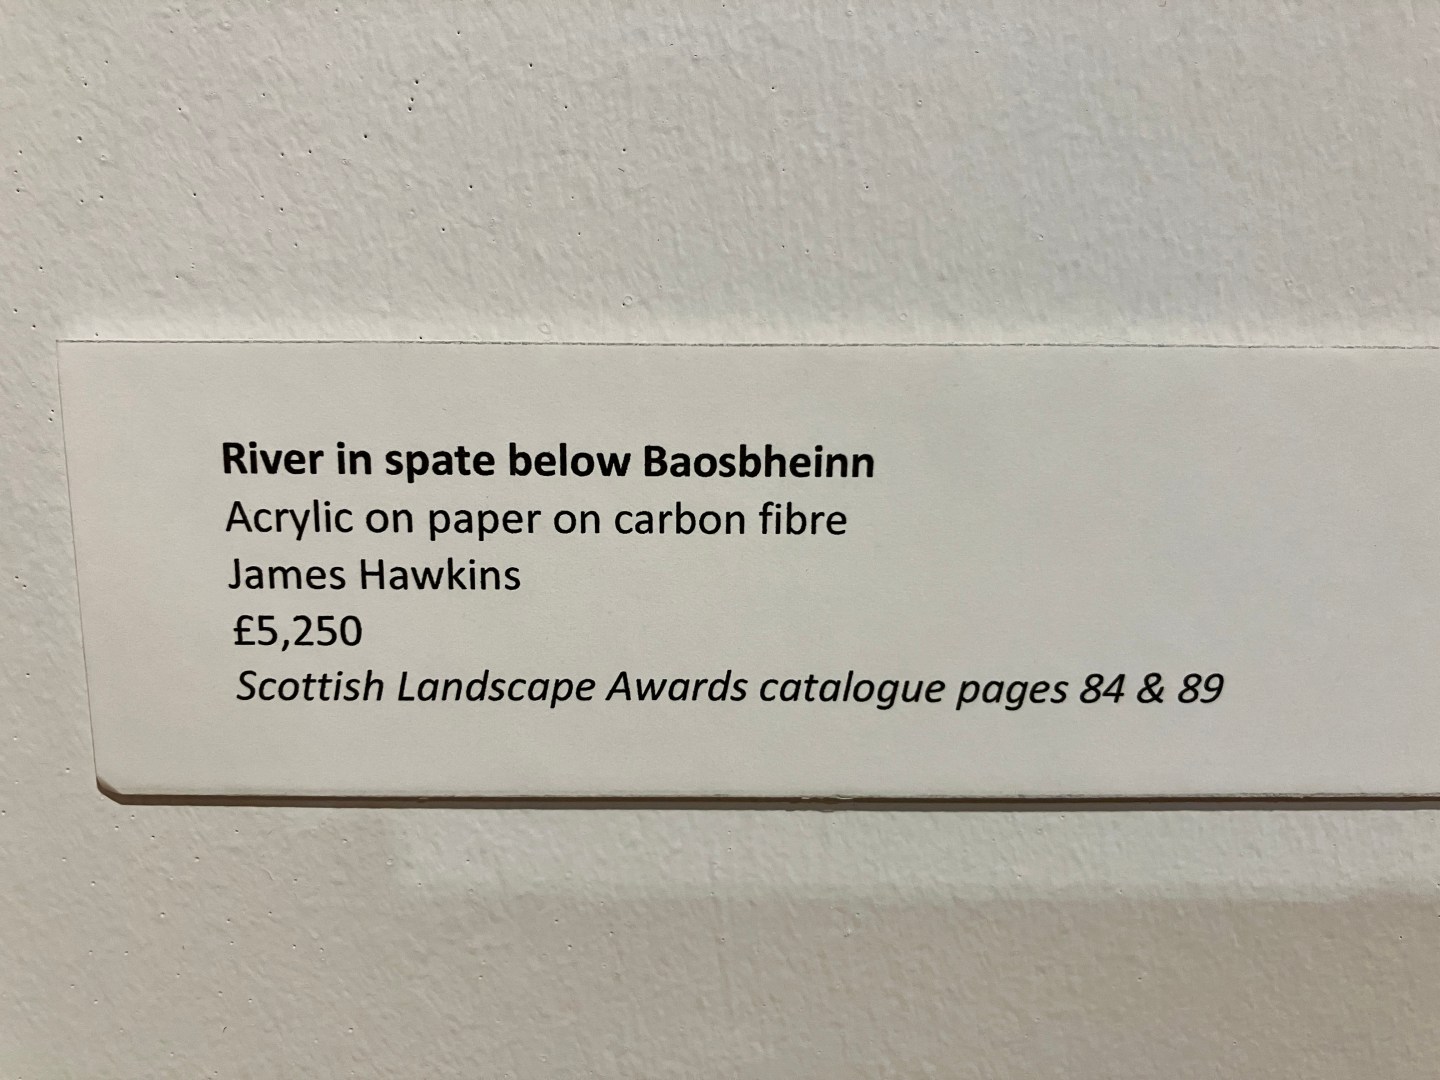 River in spate below Baosbheinn
Acrylic on paper on carbon fibre
James Hawkins
£5,250
Scottish Landscape Awards catalogue pages 84 & 89